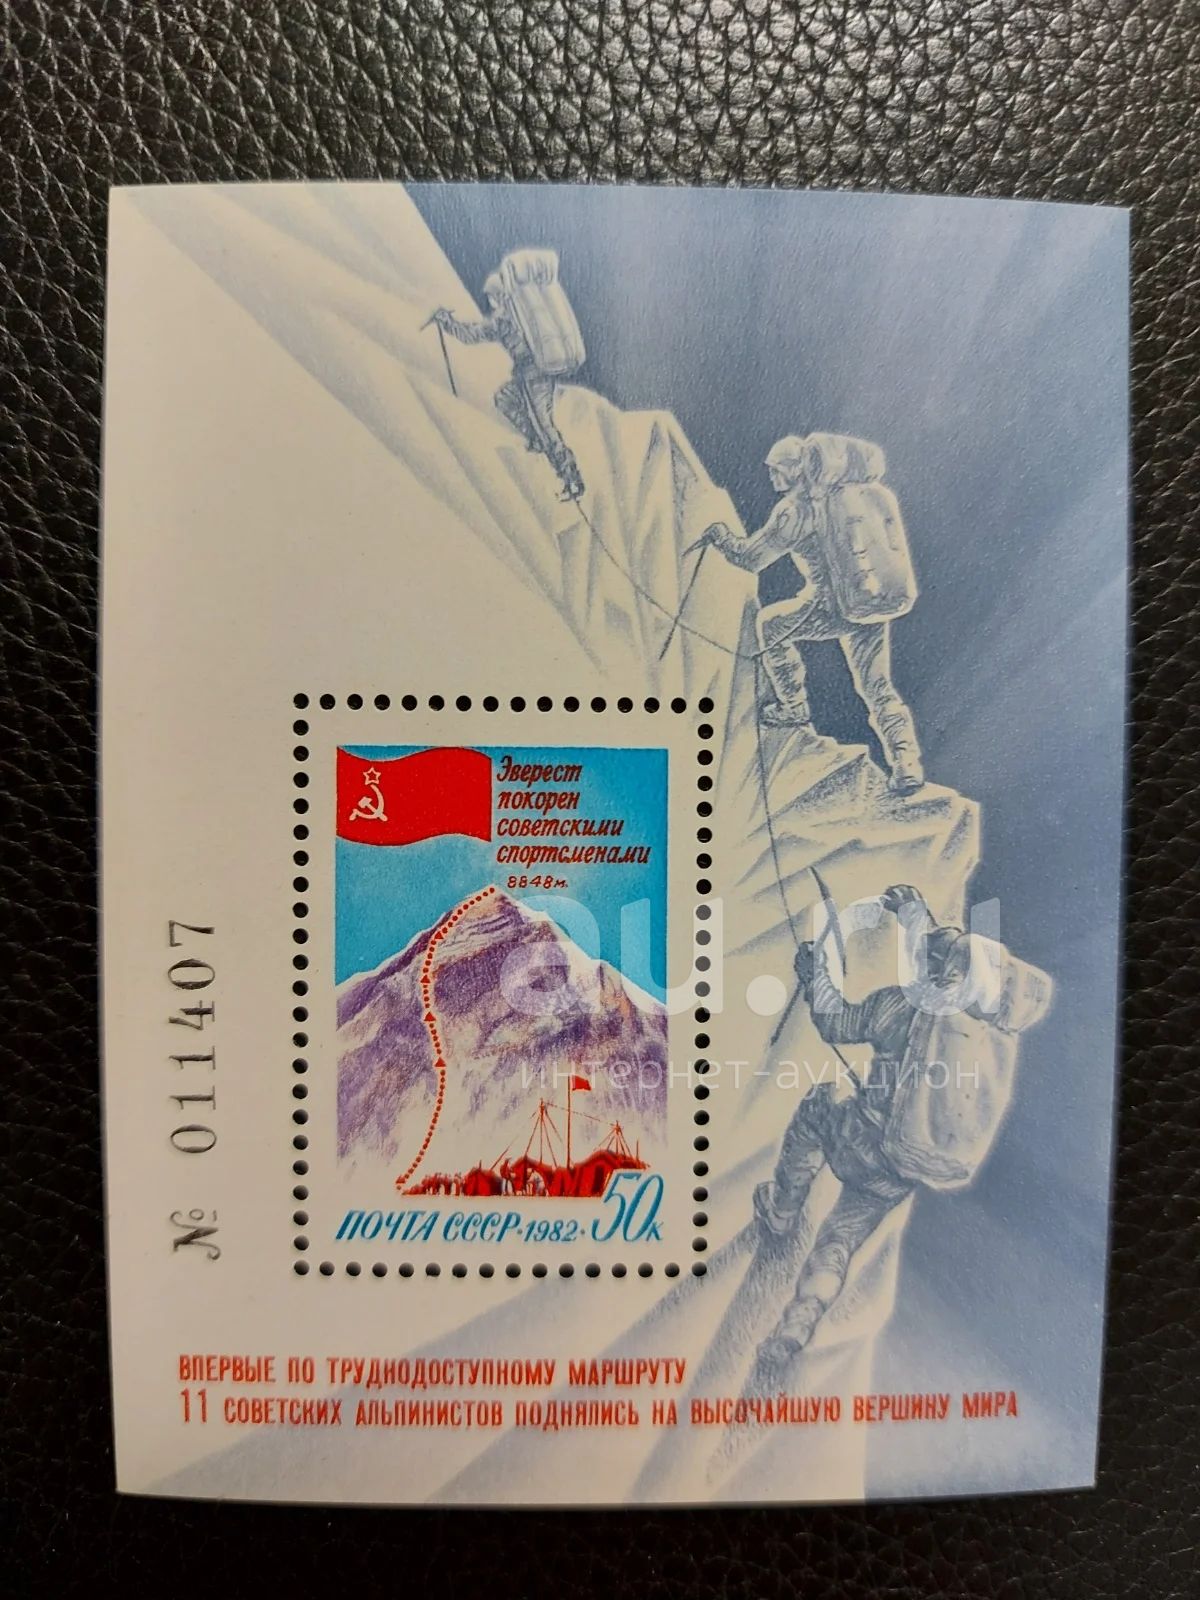 Эверест
покорен
советскими
спортсменами
8848м.
ПОЧТА СССР·1982·50к
№ 011407
ВПЕРВЫЕ ПО ТРУДНОДОСТУПНОМУ МАРШРУТУ
11 СОВЕТСКИХ АЛЬПИНИСТОВ ПОДНЯЛИСЬ НА ВЫСОЧАЙШУЮ ВЕРШИНУ МИРА
au.ru
интернет-аукцион